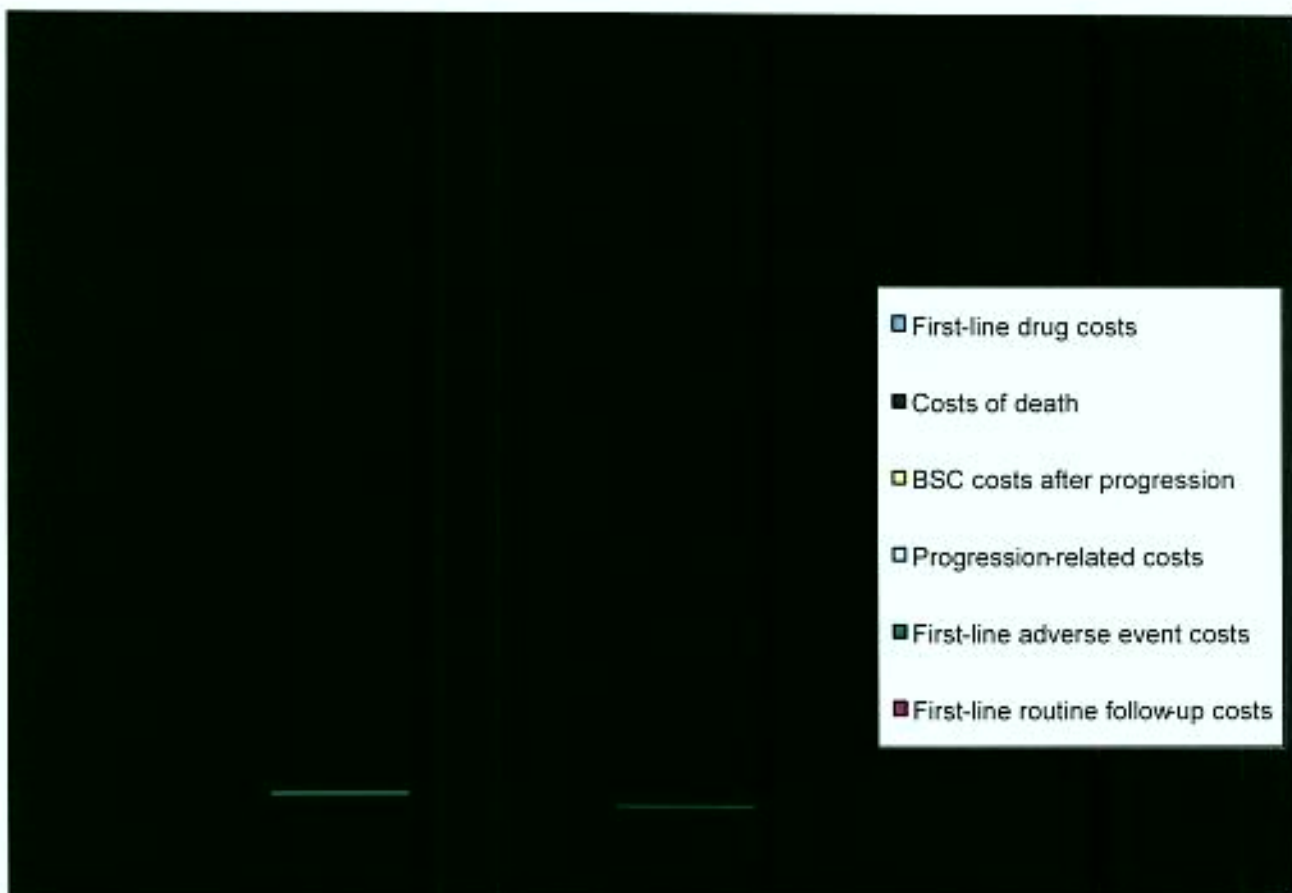 First-line drug costs
Costs of death
BSC costs after progression
Progression-related costs
First-line adverse event costs
First-line routine follow-up costs